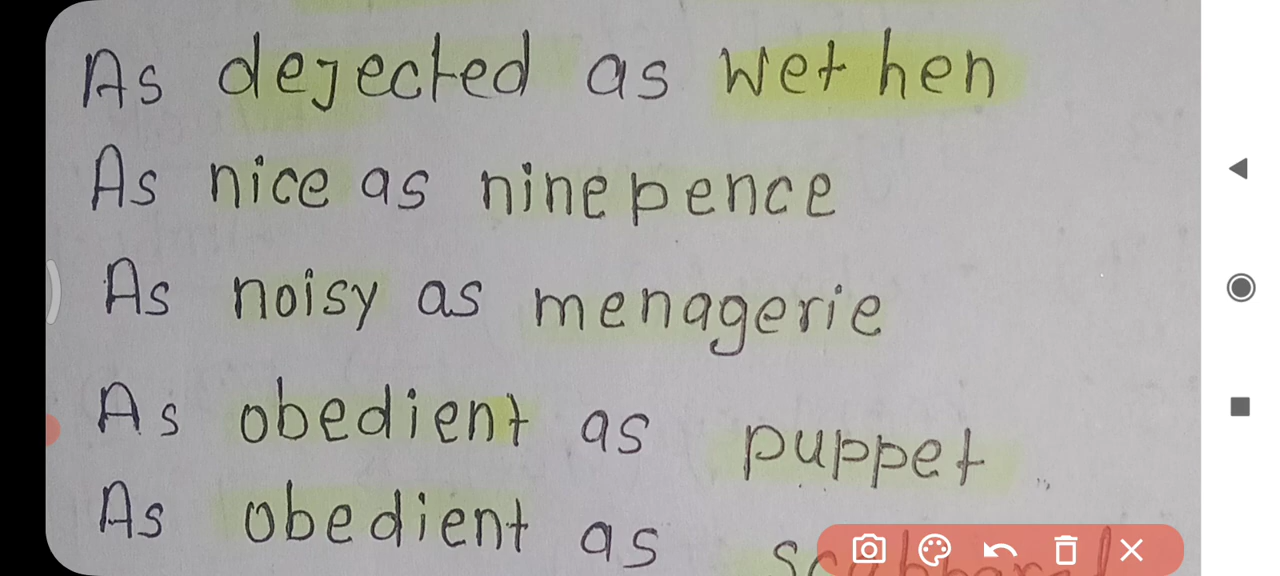 As dejected as wet hen
As nice as ninepence
As noisy as menagerie
As obedient as puppet
As obedient as